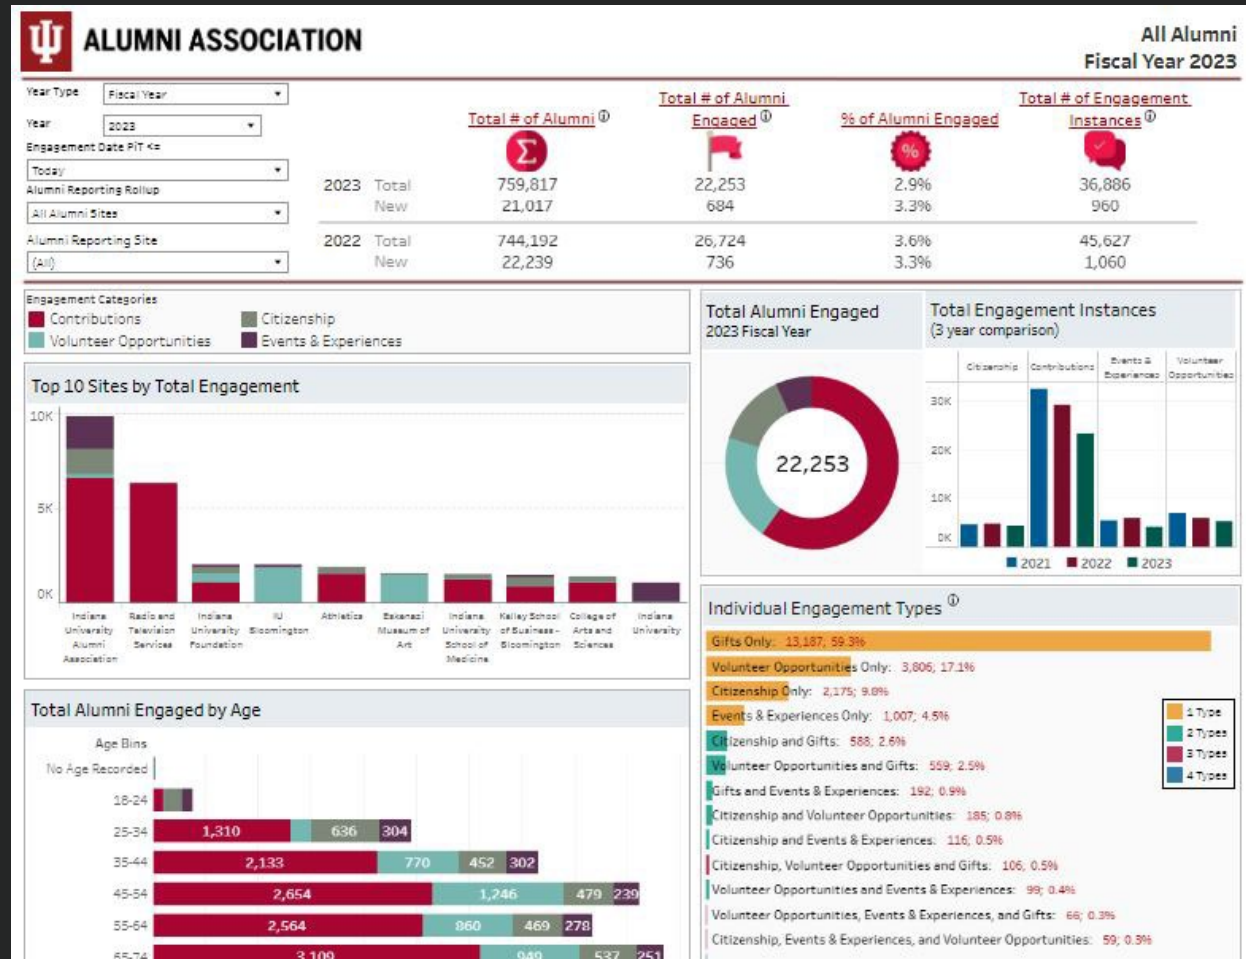 ALUMNI ASSOCIATION
All Alumni
Fiscal Year 2023
Year Type
Fiscal Year
Year
2023
Engagement Date PiT <=
Today
Alumni Reporting Rollup
All Alumni Sites
Alumni Reporting Site
(All)
Total # of Alumni
Total # of Alumni
Engaged
% of Alumni Engaged
Total # of Engagement
Instances
2023 Total 759,817 22,253 2.9% 36,886
New 21,017 684 3.3% 960
2022 Total 744,192 26,724 3.6% 45,627
New 22,239 736 3.3% 1,060
Engagement Categories
Contributions
Citizenship
Volunteer Opportunities
Events & Experiences
Top 10 Sites by Total Engagement
10K
5K
0K
Indiana University Alumni Association
Radio and Television Services
Indiana University Foundation
IU Bloomington
Athletics
Eskenazi Museum of Art
Indiana University School of Medicine
Kelley School of Business - Bloomington
College of Arts and Sciences
Indiana University
Total Alumni Engaged
2023 Fiscal Year
22,253
Total Engagement Instances
(3 year comparison)
Citizenship
Contributions
Events & Experiences
Volunteer Opportunities
30K
20K
10K
0K
2021 2022 2023
Total Alumni Engaged by Age
Age Bins
No Age Recorded
18-24
25-34 1,310 636 304
35-44 2,133 770 452 302
45-54 2,654 1,246 479 239
55-64 2,564 860 469 278
65-74 3,109 949 537 251
Individual Engagement Types
Gifts Only: 13,187; 59.3%
Volunteer Opportunities Only: 3,806; 17.1%
Citizenship Only: 2,175; 9.8%
Events & Experiences Only: 1,007; 4.5%
Citizenship and Gifts: 588; 2.6%
Volunteer Opportunities and Gifts: 559; 2.5%
Gifts and Events & Experiences: 192; 0.9%
Citizenship and Volunteer Opportunities: 185; 0.8%
Citizenship and Events & Experiences: 116; 0.5%
Citizenship, Volunteer Opportunities and Gifts: 106; 0.5%
Volunteer Opportunities and Events & Experiences: 99; 0.4%
Volunteer Opportunities, Events & Experiences, and Gifts: 66; 0.3%
Citizenship, Events & Experiences, and Volunteer Opportunities: 59; 0.3%
1 Type
2 Types
3 Types
4 Types